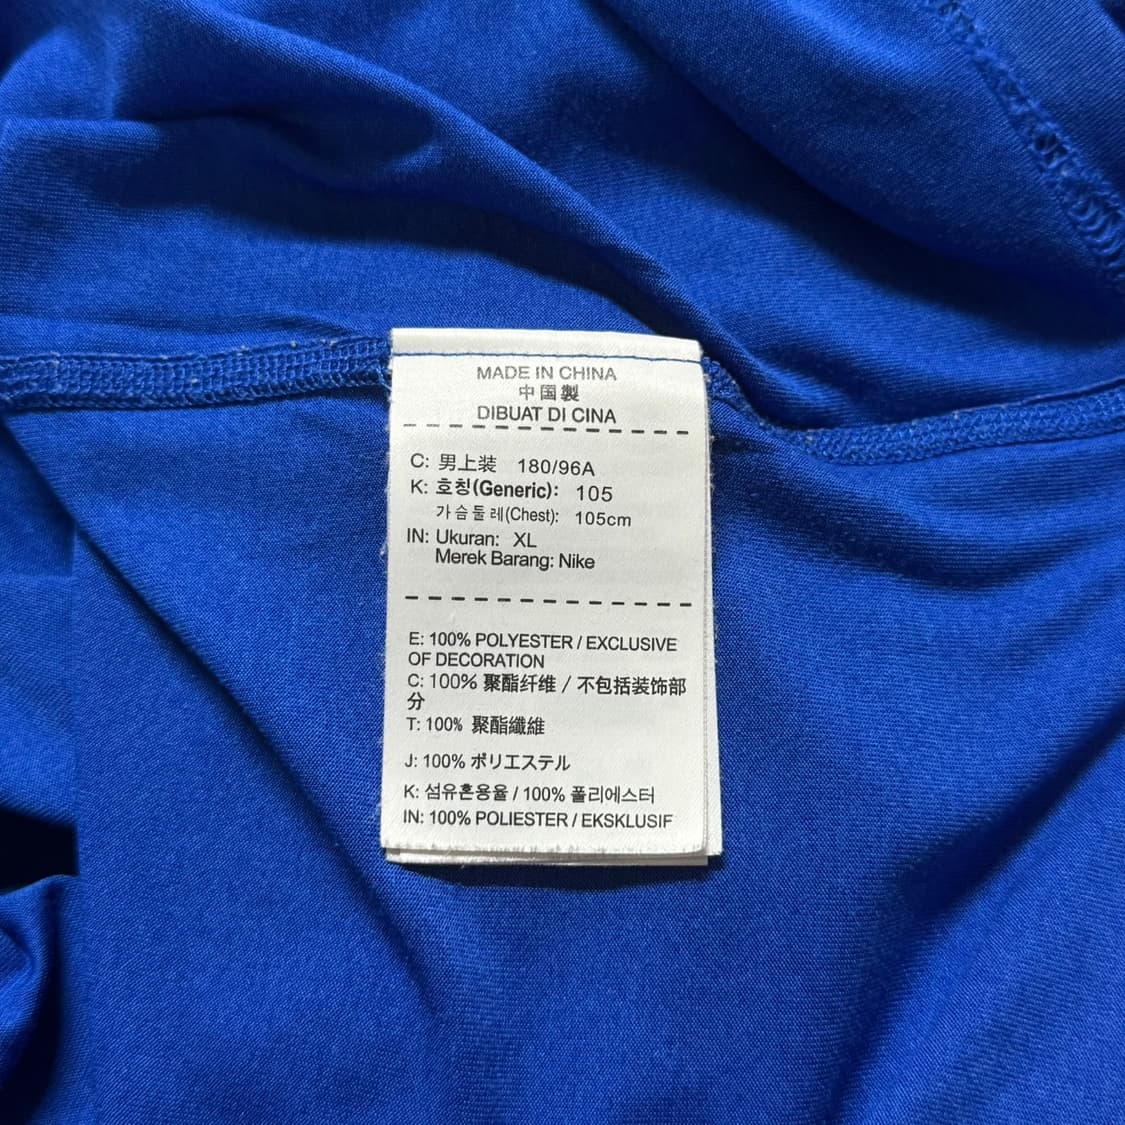 MADE IN CHINA
中国製
DIBUAT DI CINA
C: 男上装 180/96A
K: 호칭(Generic): 105
가슴둘레(Chest): 105cm
IN: Ukuran: XL
Merek Barang: Nike
E: 100% POLYESTER / EXCLUSIVE
OF DECORATION
C: 100% 聚酯纤维 / 不包括装饰部
分
T: 100% 聚酯纖維
J: 100% ポリエステル
K: 섬유혼용율 / 100% 폴리에스터
IN: 100% POLIESTER / EKSKLUSIF